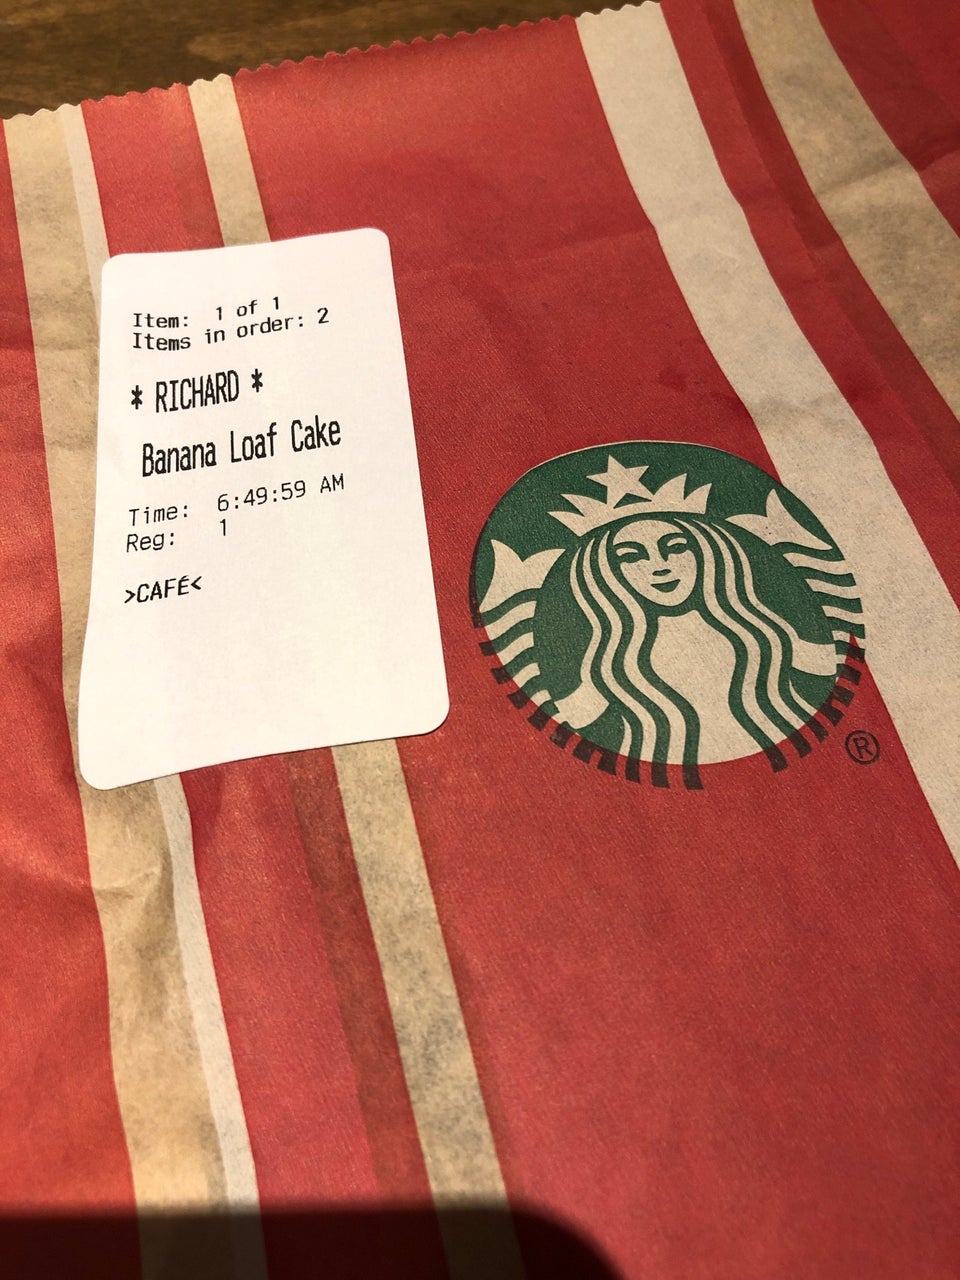 Item: 1 of 1
Items in order: 2
* RICHARD *
Banana Loaf Cake
Time: 6:49:59 AM
Reg: 1
>CAFÉ<
®